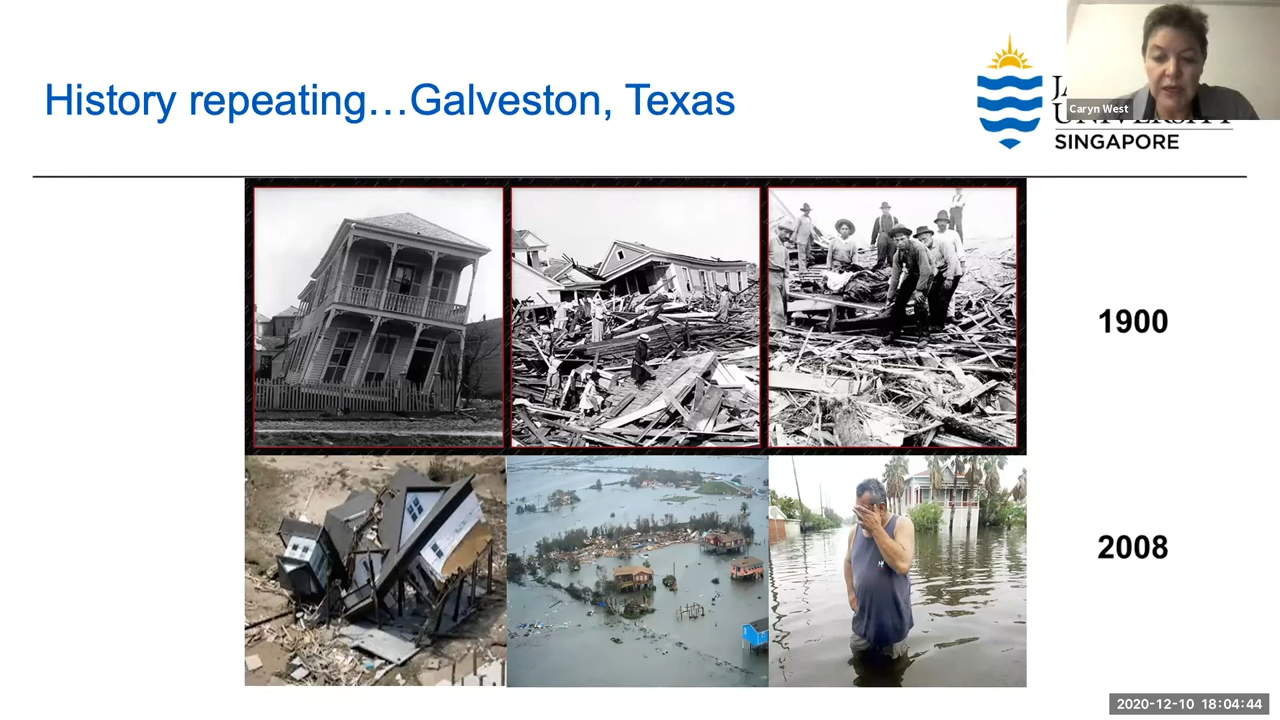 History repeating…Galveston, Texas
Caryn West
SINGAPORE
1900
2008
2020-12-10 18:04:44